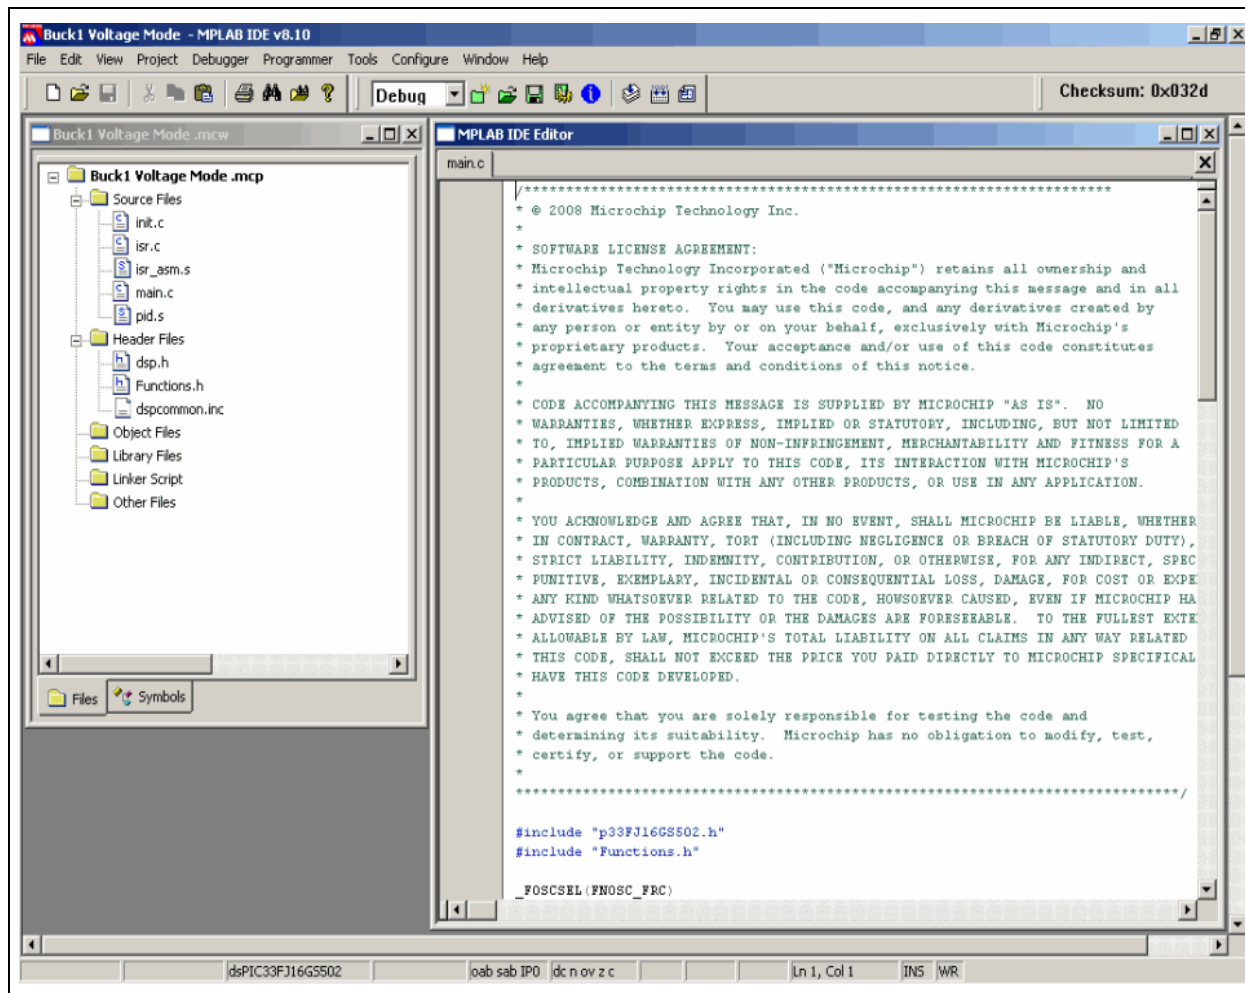 Buck1 Voltage Mode - MPLAB IDE v8.10
File Edit View Project Debugger Programmer Tools Configure Window Help
Debug
Checksum: 0x032d
Buck1 Voltage Mode .mcw
Buck1 Voltage Mode .mcp
Source Files
init.c
isr.c
isr_asm.s
main.c
pid.s
Header Files
dsp.h
Functions.h
dspcommon.inc
Object Files
Library Files
Linker Script
Other Files
Files Symbols
MPLAB IDE Editor
main.c
/**********************************************************************
* © 2008 Microchip Technology Inc.
*
* SOFTWARE LICENSE AGREEMENT:
* Microchip Technology Incorporated ("Microchip") retains all ownership and
* intellectual property rights in the code accompanying this message and in all
* derivatives hereto.  You may use this code, and any derivatives created by
* any person or entity by or on your behalf, exclusively with Microchip's
* proprietary products.  Your acceptance and/or use of this code constitutes
* agreement to the terms and conditions of this notice.
*
* CODE ACCOMPANYING THIS MESSAGE IS SUPPLIED BY MICROCHIP "AS IS".  NO
* WARRANTIES, WHETHER EXPRESS, IMPLIED OR STATUTORY, INCLUDING, BUT NOT LIMITED
* TO, IMPLIED WARRANTIES OF NON-INFRINGEMENT, MERCHANTABILITY AND FITNESS FOR A
* PARTICULAR PURPOSE APPLY TO THIS CODE, ITS INTERACTION WITH MICROCHIP'S
* PRODUCTS, COMBINATION WITH ANY OTHER PRODUCTS, OR USE IN ANY APPLICATION.
*
* YOU ACKNOWLEDGE AND AGREE THAT, IN NO EVENT, SHALL MICROCHIP BE LIABLE, WHETHER
* IN CONTRACT, WARRANTY, TORT (INCLUDING NEGLIGENCE OR BREACH OF STATUTORY DUTY),
* STRICT LIABILITY, INDEMNITY, CONTRIBUTION, OR OTHERWISE, FOR ANY INDIRECT, SPEC
* PUNITIVE, EXEMPLARY, INCIDENTAL OR CONSEQUENTIAL LOSS, DAMAGE, FOR COST OR EXPE
* ANY KIND WHATSOEVER RELATED TO THE CODE, HOWSOEVER CAUSED, EVEN IF MICROCHIP HA
* ADVISED OF THE POSSIBILITY OR THE DAMAGES ARE FORESEEABLE.  TO THE FULLEST EXTE
* ALLOWABLE BY LAW, MICROCHIP'S TOTAL LIABILITY ON ALL CLAIMS IN ANY WAY RELATED
* THIS CODE, SHALL NOT EXCEED THE PRICE YOU PAID DIRECTLY TO MICROCHIP SPECIFICAL
* HAVE THIS CODE DEVELOPED.
*
* You agree that you are solely responsible for testing the code and
* determining its suitability.  Microchip has no obligation to modify, test,
* certify, or support the code.
*
*******************************************************************************/
#include "p33FJ16GS502.h"
#include "Functions.h"
_FOSCSEL(FNOSC_FRC)
dsPIC33FJ16GS502 oab sab IP0 dc n ov z c Ln 1, Col 1 INS WR